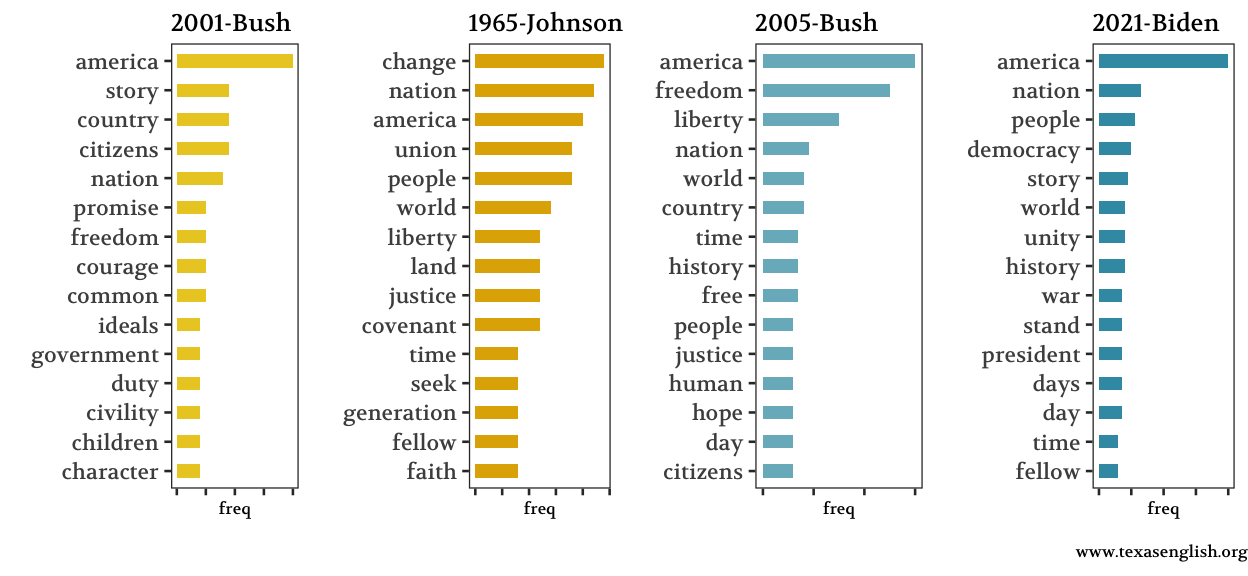 2001-Bush
america
story
country
citizens
nation
promise
freedom
courage
common
ideals
government
duty
civility
children
character
freq
1965-Johnson
change
nation
america
union
people
world
liberty
land
justice
covenant
time
seek
generation
fellow
faith
freq
2005-Bush
america
freedom
liberty
nation
world
country
time
history
free
people
justice
human
hope
day
citizens
freq
2021-Biden
america
nation
people
democracy
story
world
unity
history
war
stand
president
days
day
time
fellow
freq
www.texasenglish.org